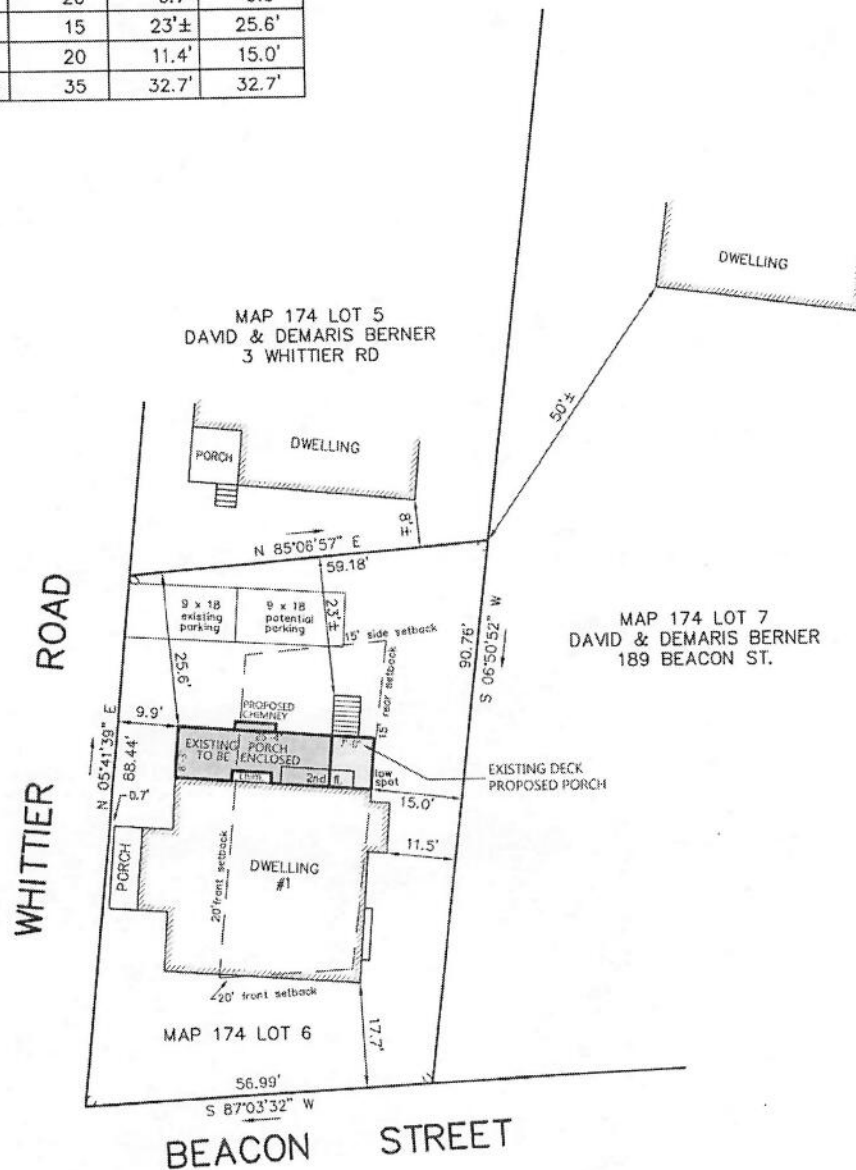 15 23'± 25.6'
20 11.4' 15.0'
35 32.7' 32.7'
DWELLING
MAP 174 LOT 5
DAVID & DEMARIS BERNER
3 WHITTIER RD
50'±
DWELLING
PORCH
8'±
N 85°06'57" E
59.18'
9 x 18
existing
parking
9 x 18
potential
parking
23'±
15' side setback
15' rear setback
90.76'
S 06°50'52" W
MAP 174 LOT 7
DAVID & DEMARIS BERNER
189 BEACON ST.
25.6'
WHITTIER ROAD
N 05°41'39" E
88.44'
9.9'
PROPOSED
CHIMNEY
EXISTING PORCH
TO BE ENCLOSED
7'-0"
chim.
2nd fl.
low
spot
EXISTING DECK
PROPOSED PORCH
15.0'
0.7'
11.5'
PORCH
DWELLING
#1
20' front setback
20' front setback
17.7'
MAP 174 LOT 6
56.99'
S 87°03'32" W
BEACON STREET